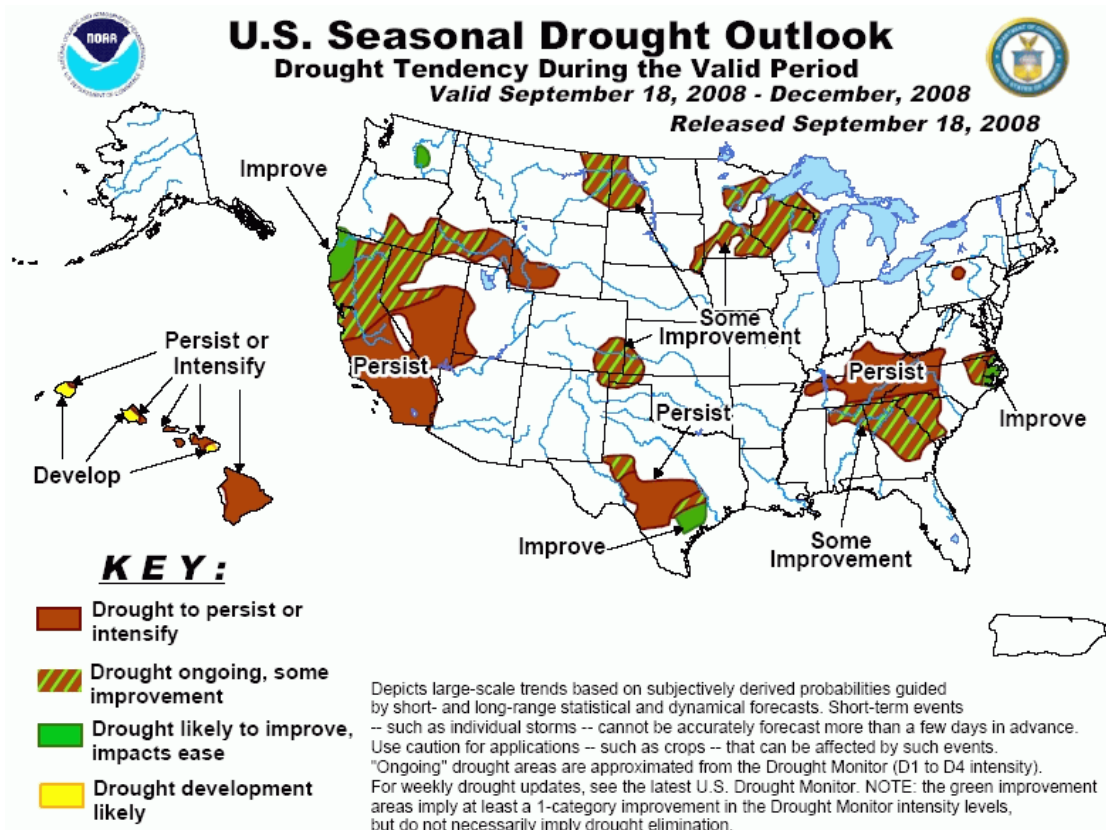 NOAA
U.S. Seasonal Drought Outlook
Drought Tendency During the Valid Period
Valid September 18, 2008 - December, 2008
Released September 18, 2008
Improve
Some
Improvement
Persist or
Intensify
Persist
Persist
Persist
Improve
Develop
Improve
Some
Improvement
KEY:
Drought to persist or
intensify
Drought ongoing, some
improvement
Drought likely to improve,
impacts ease
Drought development
likely
Depicts large-scale trends based on subjectively derived probabilities guided
by short- and long-range statistical and dynamical forecasts. Short-term events
-- such as individual storms -- cannot be accurately forecast more than a few days in advance.
Use caution for applications -- such as crops -- that can be affected by such events.
"Ongoing" drought areas are approximated from the Drought Monitor (D1 to D4 intensity).
For weekly drought updates, see the latest U.S. Drought Monitor. NOTE: the green improvement
areas imply at least a 1-category improvement in the Drought Monitor intensity levels,
but do not necessarily imply drought elimination.